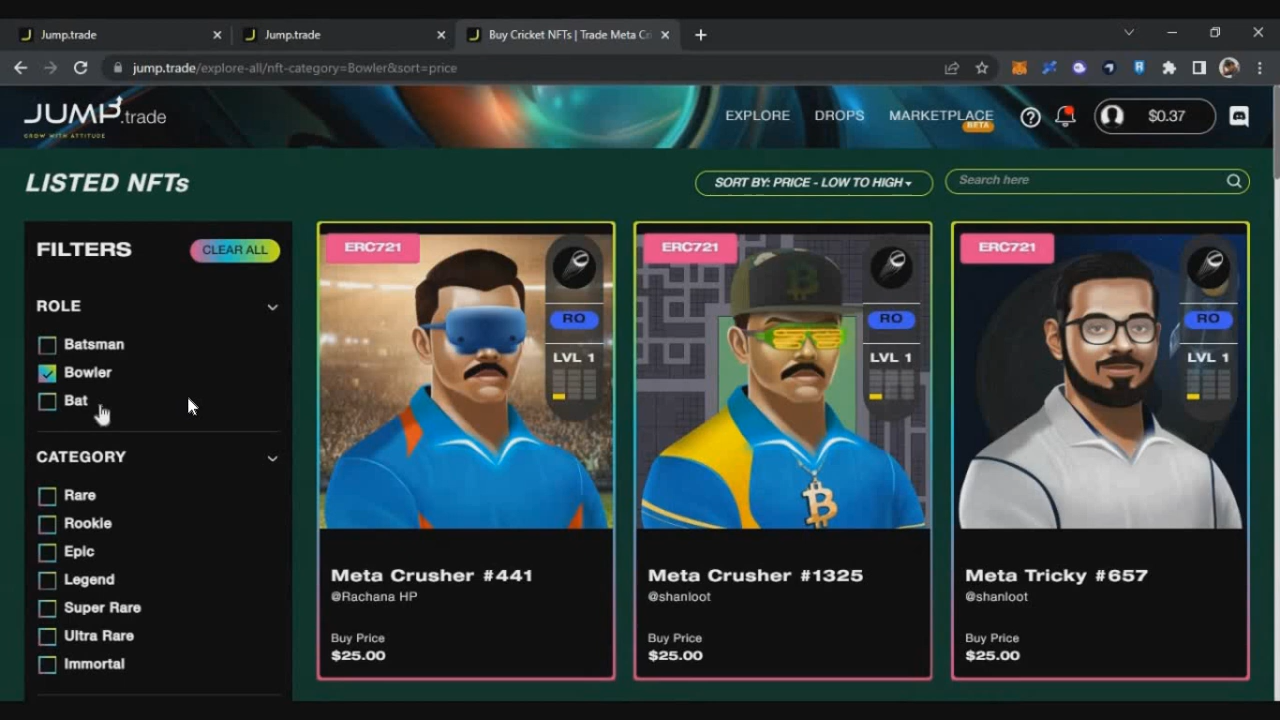 Jump.trade
Jump.trade
Buy Cricket NFTs | Trade Meta Cri
jump.trade/explore-all/nft-category=Bowler&sort=price
JUMP.trade
GROW WITH ATTITUDE
EXPLORE
DROPS
MARKETPLACE
BETA
$0.37
LISTED NFTs
SORT BY: PRICE - LOW TO HIGH
Search here
FILTERS
CLEAR ALL
ROLE
Batsman
Bowler
Bat
CATEGORY
Rare
Rookie
Epic
Legend
Super Rare
Ultra Rare
Immortal
ERC721
RO
LVL 1
Meta Crusher #441
@Rachana HP
Buy Price
$25.00
ERC721
RO
LVL 1
Meta Crusher #1325
@shanloot
Buy Price
$25.00
ERC721
RO
LVL 1
Meta Tricky #657
@shanloot
Buy Price
$25.00